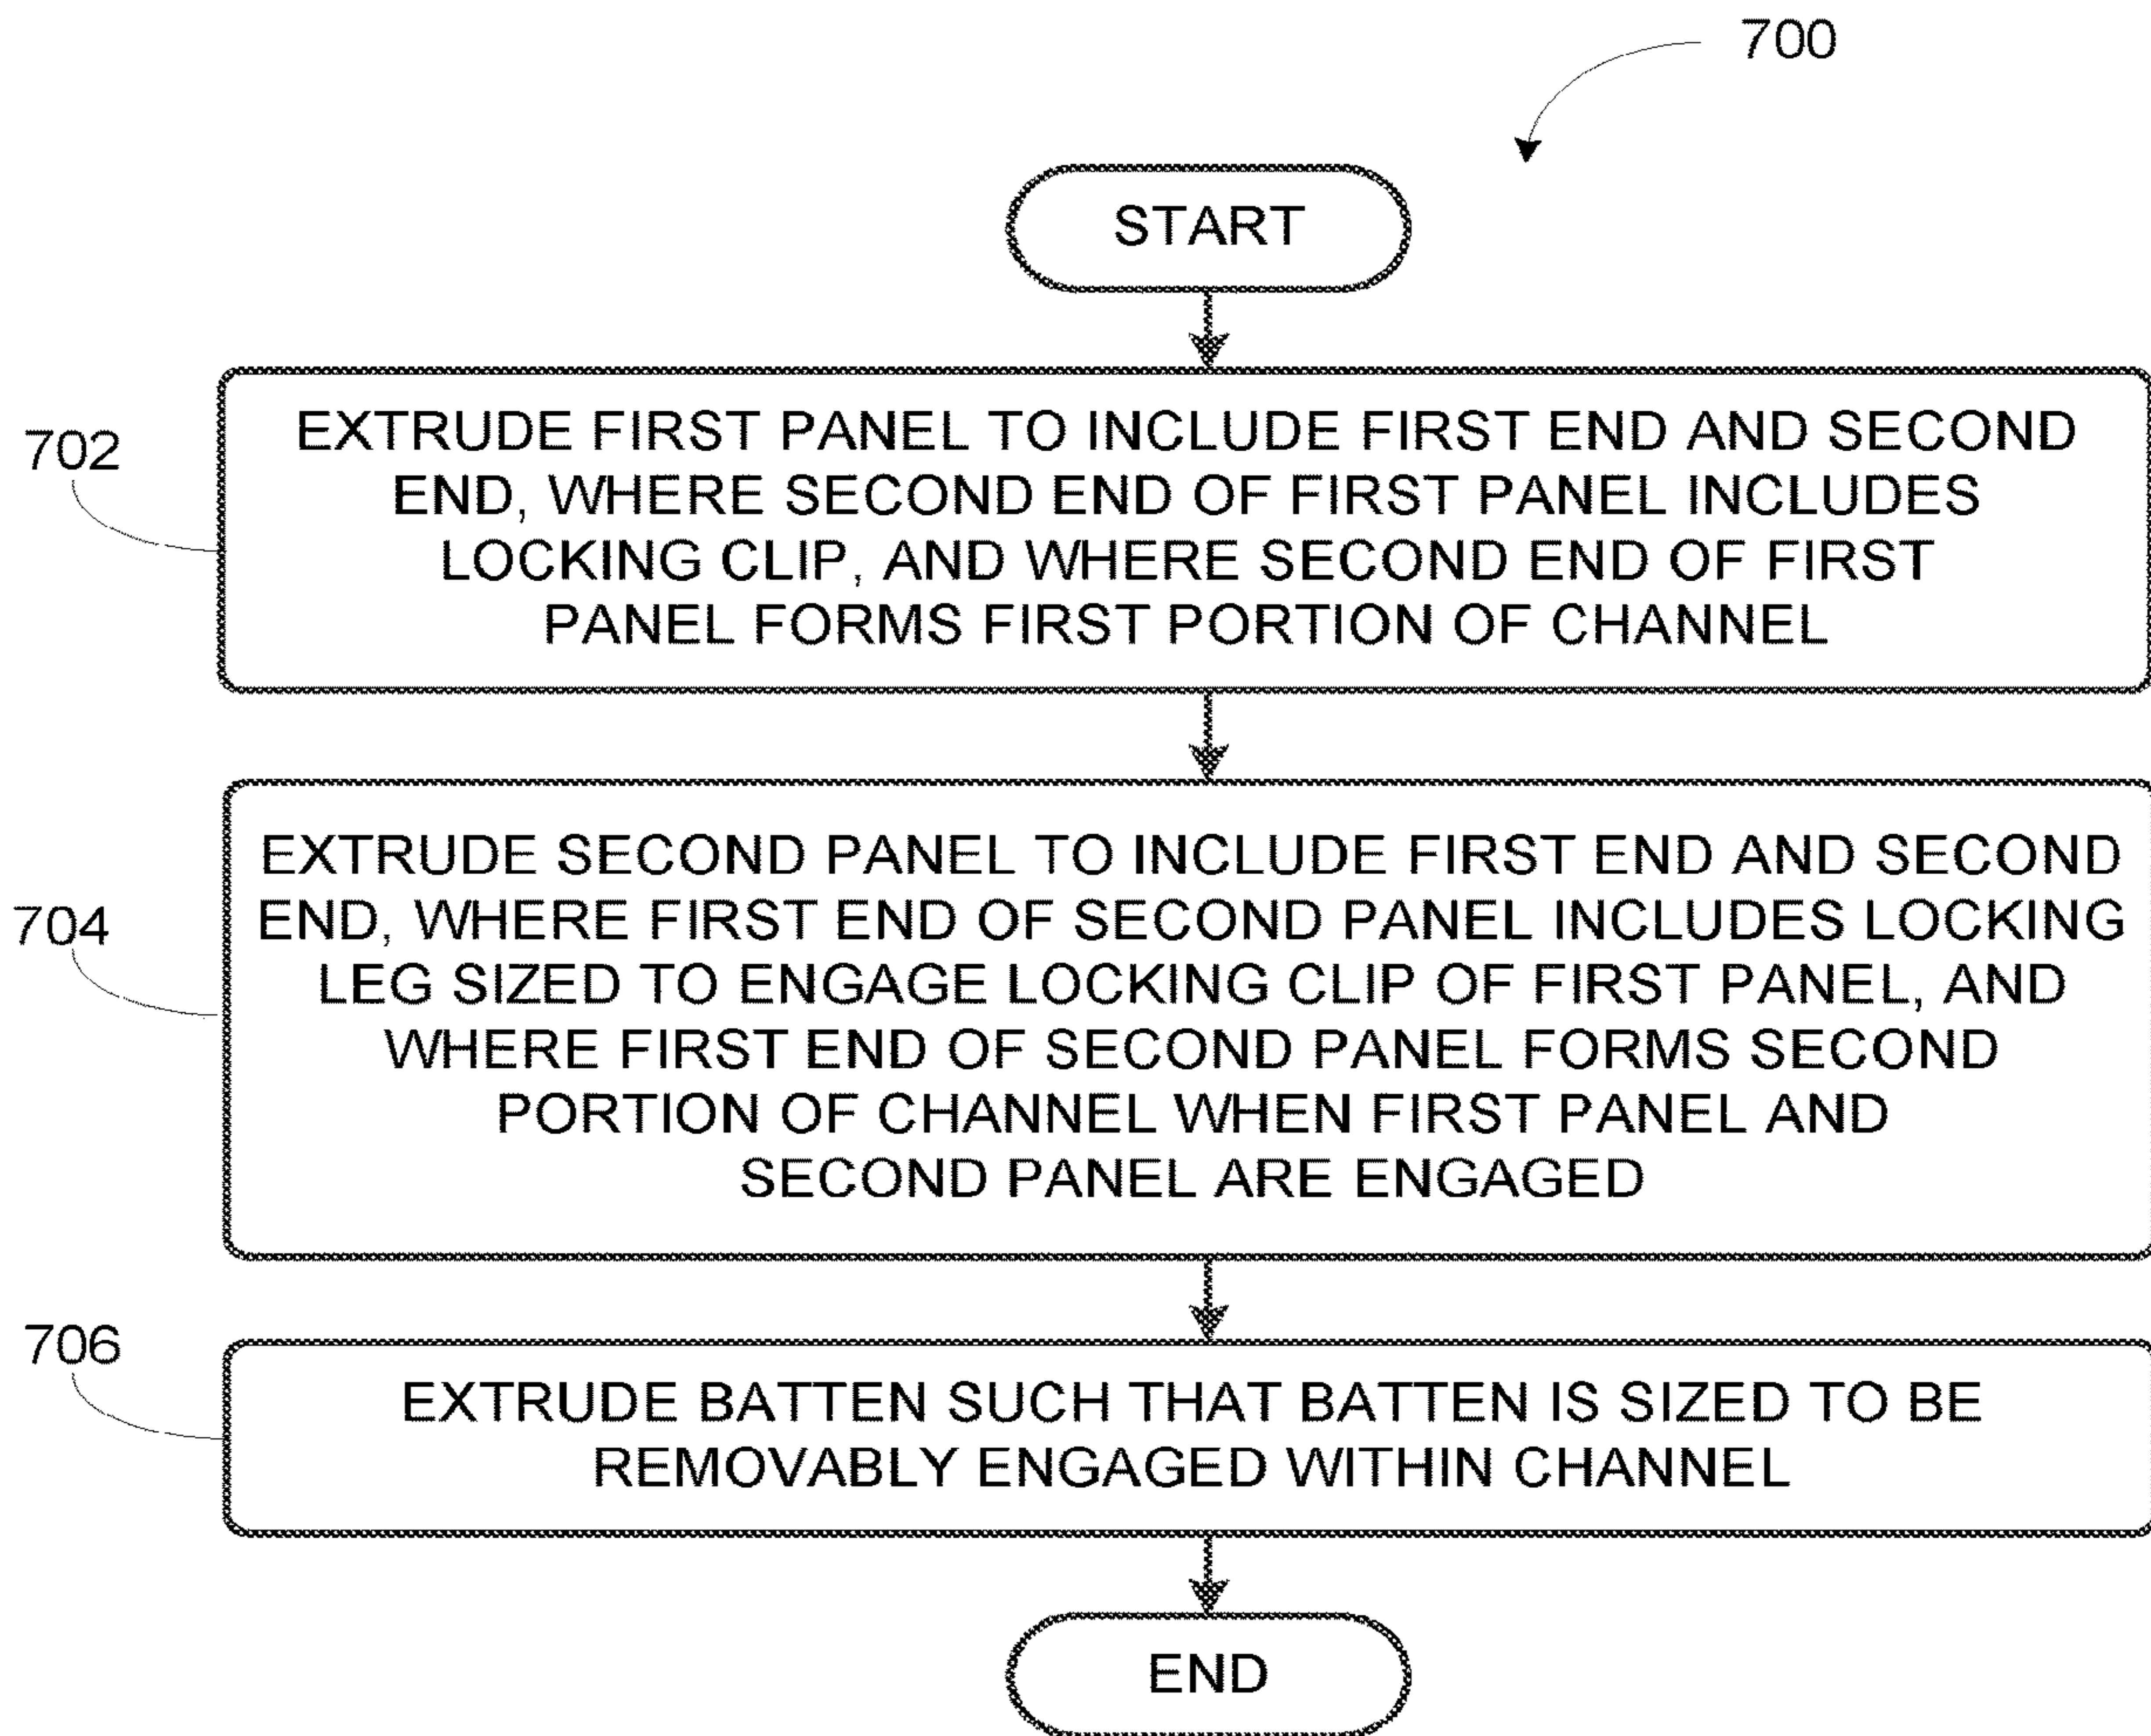 700
START
702
EXTRUDE FIRST PANEL TO INCLUDE FIRST END AND SECOND
END, WHERE SECOND END OF FIRST PANEL INCLUDES
LOCKING CLIP, AND WHERE SECOND END OF FIRST
PANEL FORMS FIRST PORTION OF CHANNEL
704
EXTRUDE SECOND PANEL TO INCLUDE FIRST END AND SECOND
END, WHERE FIRST END OF SECOND PANEL INCLUDES LOCKING
LEG SIZED TO ENGAGE LOCKING CLIP OF FIRST PANEL, AND
WHERE FIRST END OF SECOND PANEL FORMS SECOND
PORTION OF CHANNEL WHEN FIRST PANEL AND
SECOND PANEL ARE ENGAGED
706
EXTRUDE BATTEN SUCH THAT BATTEN IS SIZED TO BE
REMOVABLY ENGAGED WITHIN CHANNEL
END